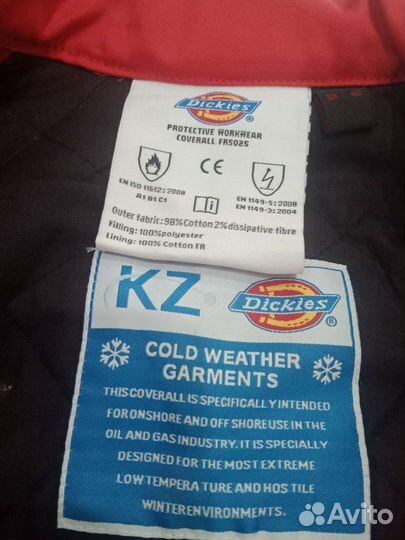 Dickies®
PROTECTIVE WORKWEAR
COVERALL FR5025
CE
EN ISO 11612:2008
A1 B1 C1
EN 1149-5:2008
EN 1149-3:2004
Outer fabric: 98%Cotton 2%dissipative fibre
Filling: 100%polyester
Lining: 100% Cotton FR
UK
KZ Dickies®
COLD WEATHER
GARMENTS
THIS COVERALL IS SPECIFICALLY INTENDED
FOR ONSHORE AND OFF SHORE USE IN THE
OIL AND GAS INDUSTRY. IT IS SPECIALLY
DESIGNED FOR THE MOST EXTREME
LOW TEMPERA TURE AND HOS TILE
WINTER ENVIRONMENTS.
Avito